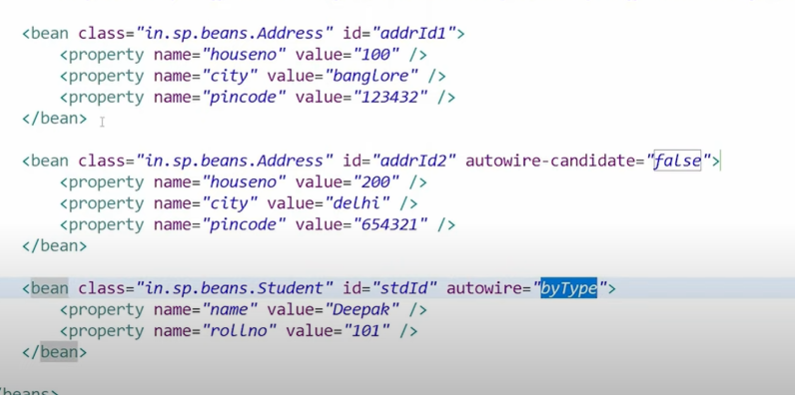 <bean class="in.sp.beans.Address" id="addrId1">
<property name="houseno" value="100" />
<property name="city" value="banglore" />
<property name="pincode" value="123432" />
</bean>
<bean class="in.sp.beans.Address" id="addrId2" autowire-candidate="false">
<property name="houseno" value="200" />
<property name="city" value="delhi" />
<property name="pincode" value="654321" />
</bean>
<bean class="in.sp.beans.Student" id="stdId" autowire="byType">
<property name="name" value="Deepak" />
<property name="rollno" value="101" />
</bean>
/beans>